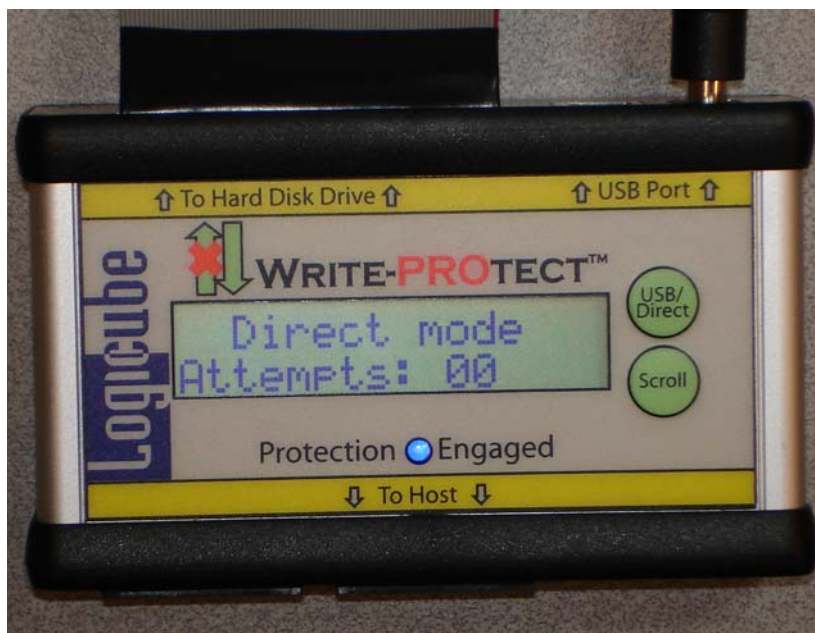 To Hard Disk Drive
USB Port
Logicube
WRITE-PROTECT™
USB/
Direct
Direct mode
Attempts: 00
Scroll
Protection Engaged
To Host